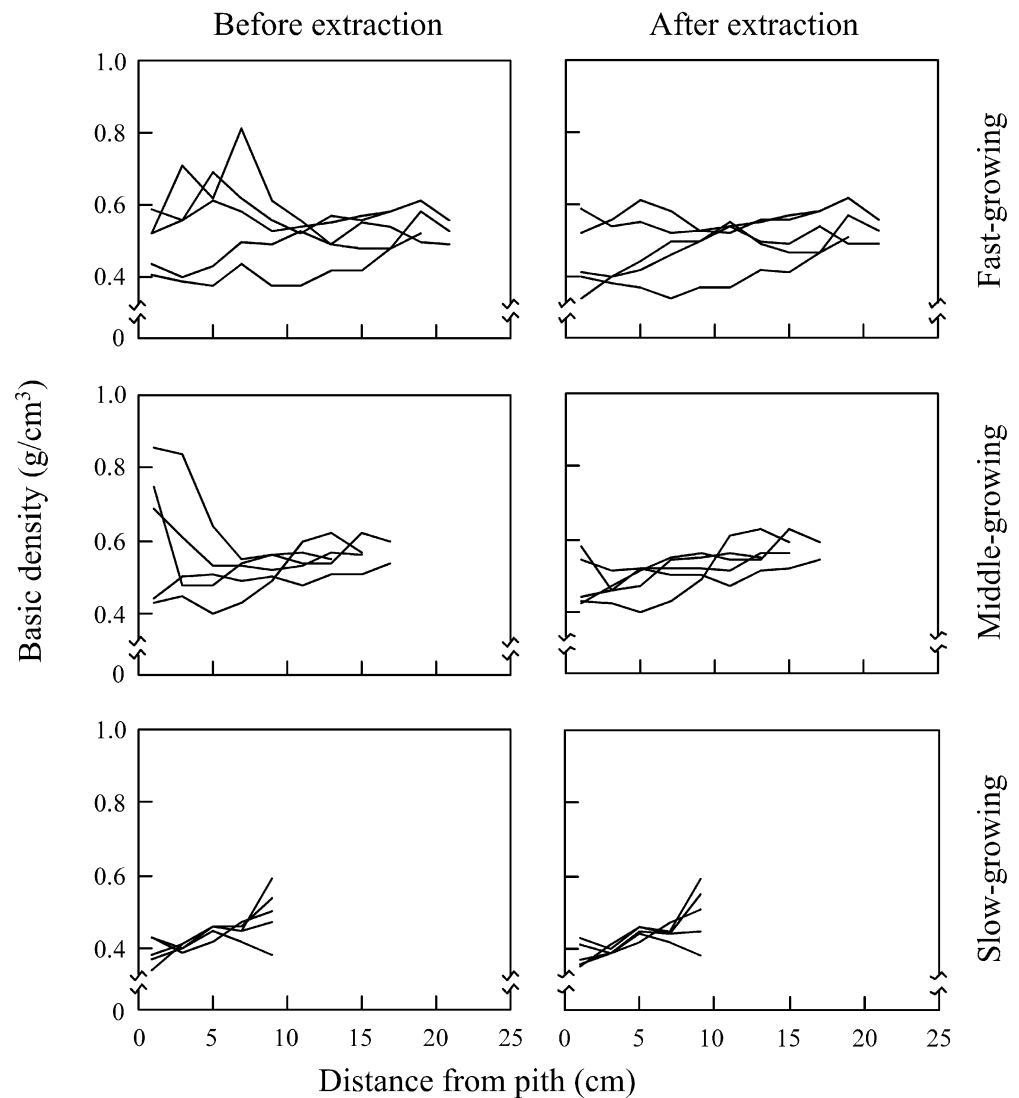 Before extraction
After extraction
1.0
0.8
0.6
0.4
0
Fast-growing
Basic density (g/cm³)
1.0
0.8
0.6
0.4
0
Middle-growing
1.0
0.8
0.6
0.4
0
Slow-growing
0 5 10 15 20 25
0 5 10 15 20 25
Distance from pith (cm)